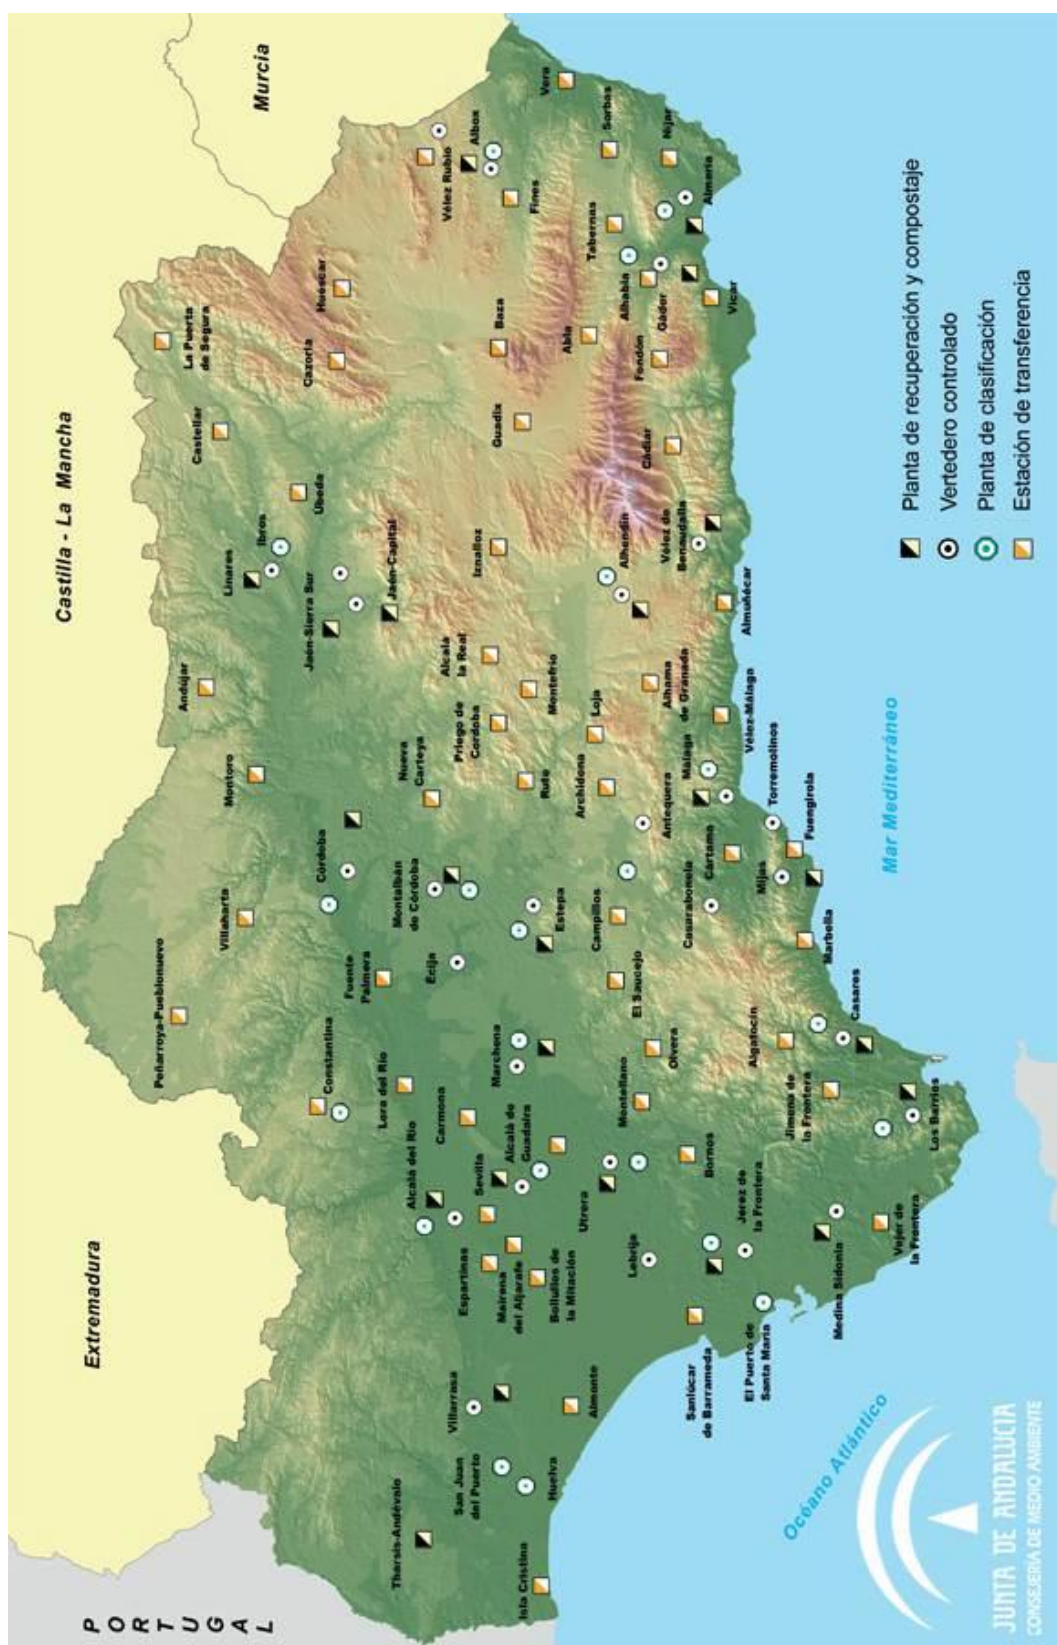 Castilla - La Mancha
Murcia
Extremadura
PORTUGAL
La Puerta
de Segura
Castellar
Andújar
Peñarroya-Pueblonuevo
Villaharta
Montoro
Linares
Ibros
Úbeda
Cazorla
Huéscar
Vélez Rubio
Albox
Jaén-Sierra Sur
Jaén-Capital
Córdoba
Constantina
Fuente
Palmera
Lora del Río
Nueva
Carteya
Montalbán
de Córdoba
Alcalá
la Real
Priego de
Cordoba
Iznalloz
Guadix
Baza
Fines
Vera
Tharsis-Andévalo
Villarrasa
San Juan
del Puerto
Espartinas
Alcalá del Río
Carmona
Sevilla
Mairena
del Aljarafe
Bollullos de
la Mitación
Alcalá de
Guadaira
Marchena
Ecija
Estepa
Rute
Montefrío
Isla Cristina
Huelva
Almonte
Utrera
Lebrija
Montellano
El Saucejo
Olvera
Campillos
Archidona
Loja
Antequera
Alhama
de Granada
Alhendín
Abla
Tabernas
Sorbas
Alhabia
Gádor
Fondón
Cádiar
Vélez de
Benaudalla
Níjar
Almería
Vícar
Almuñécar
Vélez-Málaga
Málaga
Cártama
Casarabonela
Torremolinos
Fuengirola
Mijas
Marbella
Bornos
Sanlúcar
de Barrameda
Jerez de
la Frontera
El Puerto de
Santa María
Algatocín
Jimena de
la Frontera
Casares
Los Barrios
Medina Sidonia
Vejer de
la Frontera
Océano Atlántico
Mar Mediterráneo
Planta de recuperación y compostaje
Vertedero controlado
Planta de clasificación
Estación de transferencia
JUNTA DE ANDALUCIA
CONSEJERÍA DE MEDIO AMBIENTE